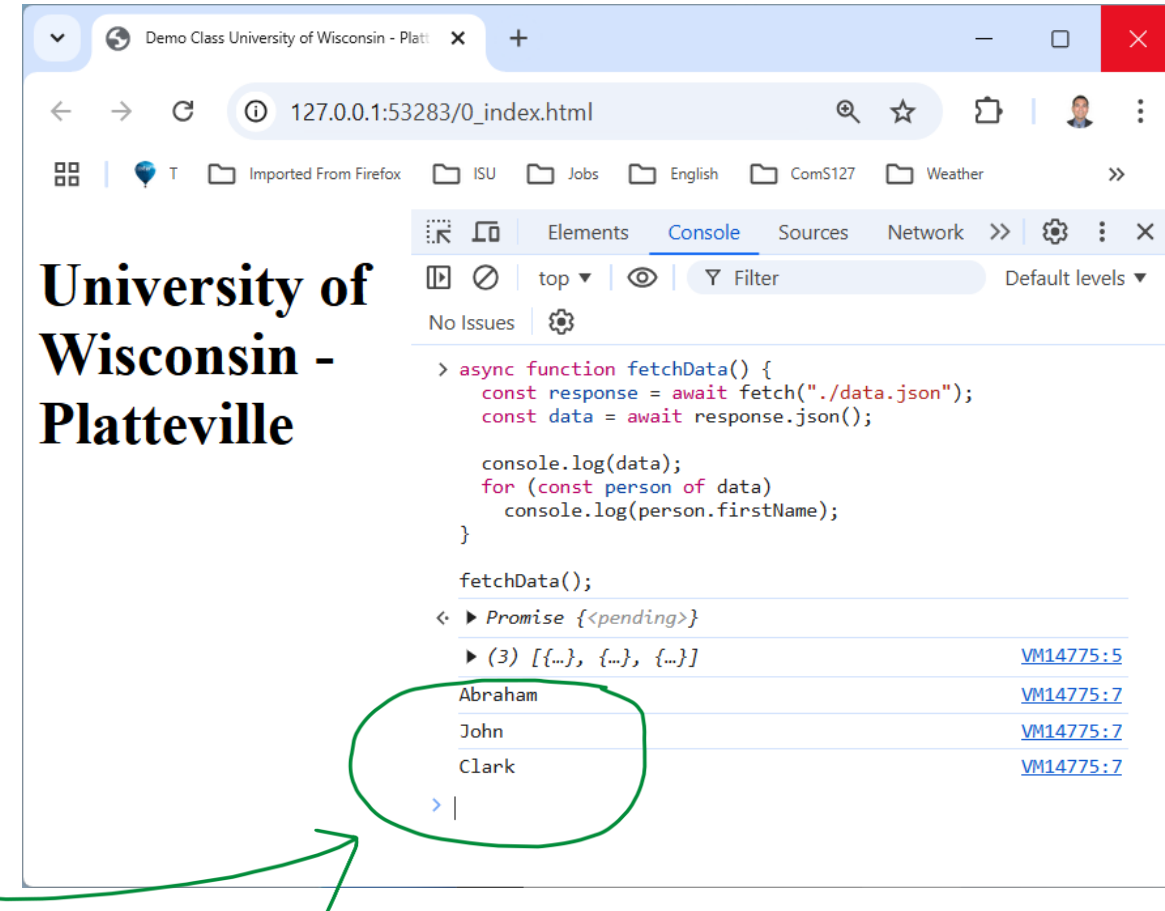 Demo Class University of Wisconsin - Platt
127.0.0.1:53283/0_index.html
T Imported From Firefox ISU Jobs English ComS127 Weather »
Elements Console Sources Network »
top ▼ Filter Default levels ▼
No Issues
University of
Wisconsin -
Platteville
> async function fetchData() {
const response = await fetch("./data.json");
const data = await response.json();
console.log(data);
for (const person of data)
console.log(person.firstName);
}
fetchData();
Promise {<pending>}
(3) [{…}, {…}, {…}] VM14775:5
Abraham VM14775:7
John VM14775:7
Clark VM14775:7
>